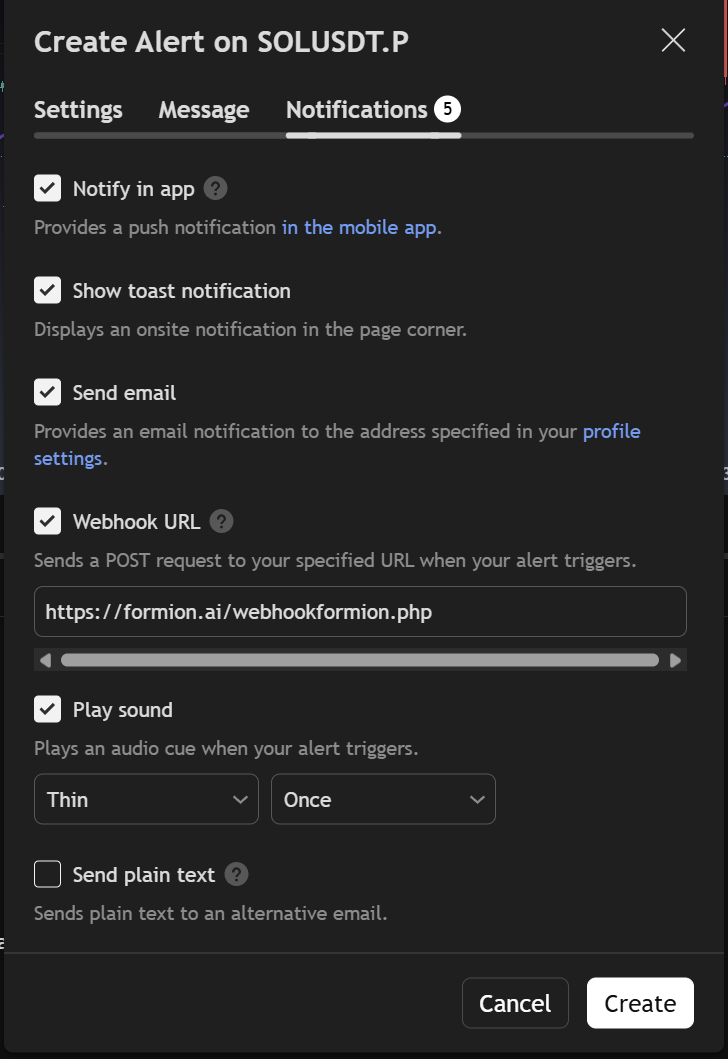 Create Alert on SOLUSDT.P
Settings Message Notifications 5
Notify in app ?
Provides a push notification in the mobile app.
Show toast notification
Displays an onsite notification in the page corner.
Send email
Provides an email notification to the address specified in your profile
settings.
Webhook URL ?
Sends a POST request to your specified URL when your alert triggers.
https://formion.ai/webhookformion.php
Play sound
Plays an audio cue when your alert triggers.
Thin Once
Send plain text ?
Sends plain text to an alternative email.
Cancel Create